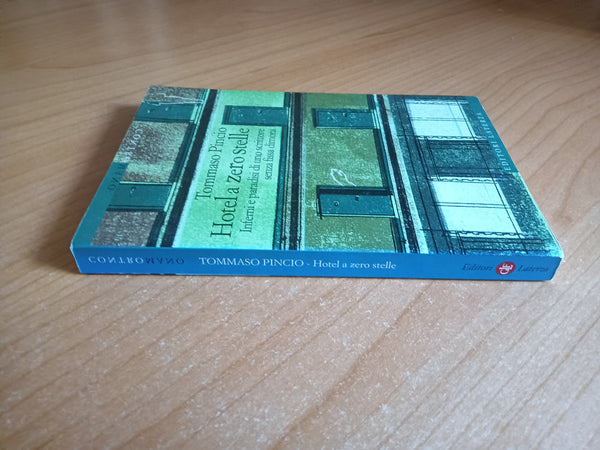 Tommaso Pincio
Hotel a zero stelle
Inferni e paradisi di uno scrittore
senza fissa dimora
CONTROMANO
TOMMASO PINCIO - Hotel a zero stelle
Editori Laterza